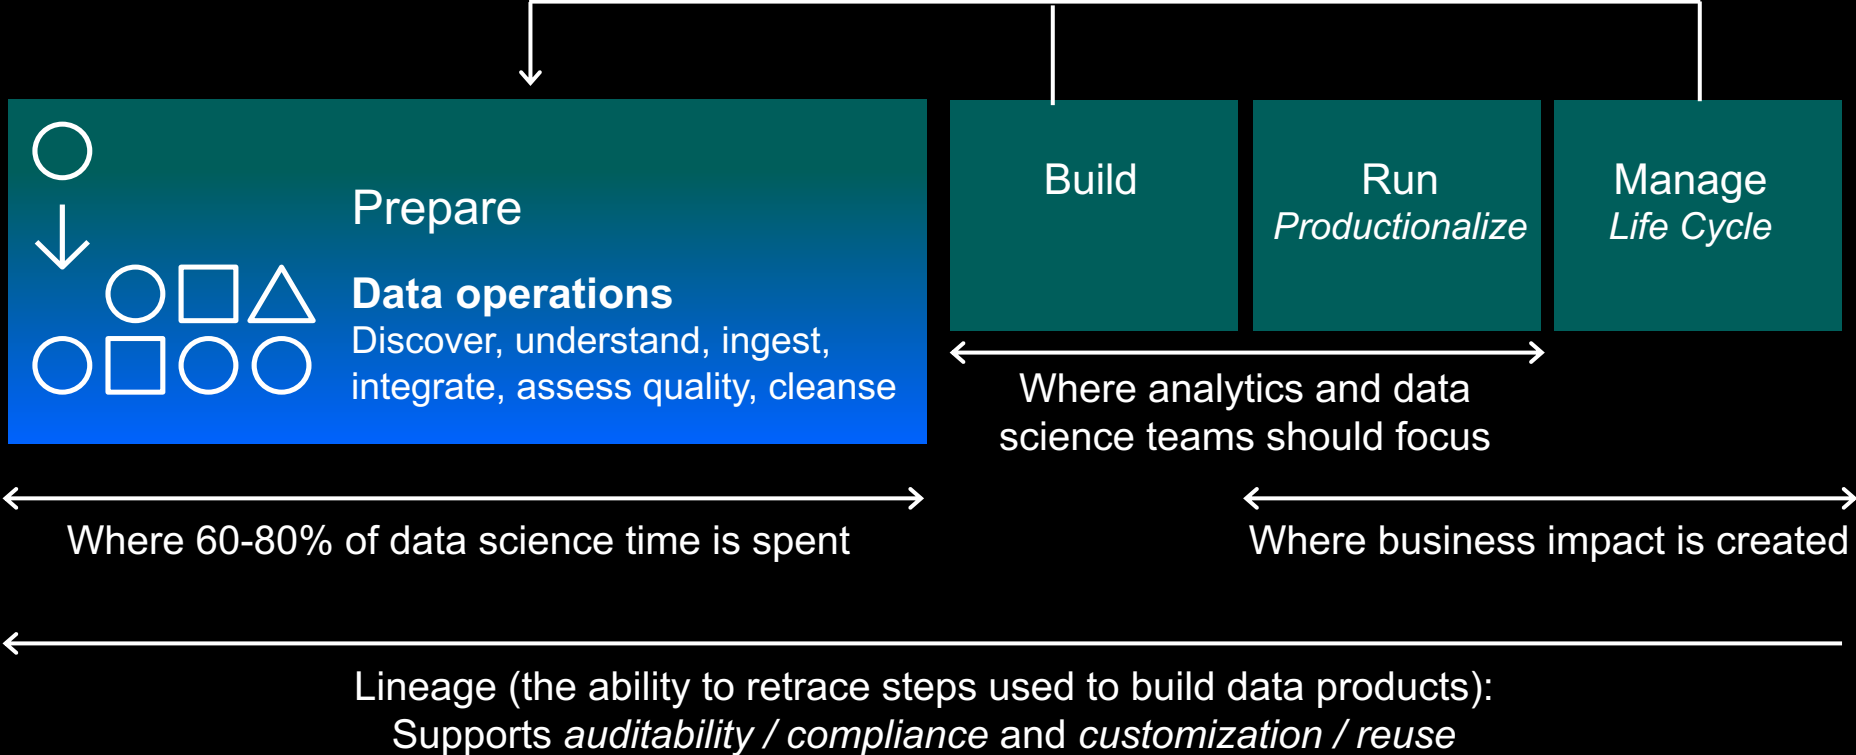 Prepare
Data operations
Discover, understand, ingest,
integrate, assess quality, cleanse
Build
Run
Productionalize
Manage
Life Cycle
Where analytics and data
science teams should focus
Where 60-80% of data science time is spent
Where business impact is created
Lineage (the ability to retrace steps used to build data products):
Supports auditability / compliance and customization / reuse